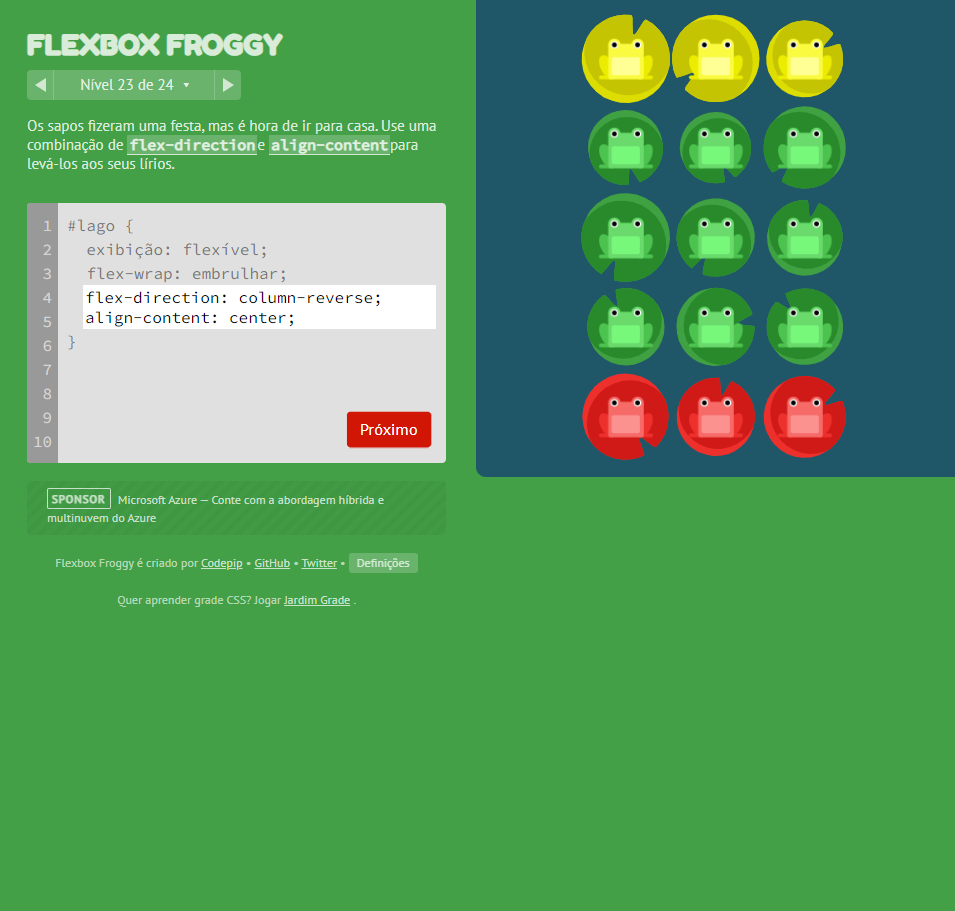 FLEXBOX FROGGY
Nível 23 de 24
Os sapos fizeram uma festa, mas é hora de ir para casa. Use uma
combinação de flex-direction e align-content para
levá-los aos seus lírios.
1 #lago {
2 exibição: flexível;
3 flex-wrap: embrulhar;
4 flex-direction: column-reverse;
5 align-content: center;
6 }
7
8
9
10
Próximo
SPONSOR Microsoft Azure — Conte com a abordagem híbrida e
multinuvem do Azure
Flexbox Froggy é criado por Codepip • GitHub • Twitter • Definições
Quer aprender grade CSS? Jogar Jardim Grade .